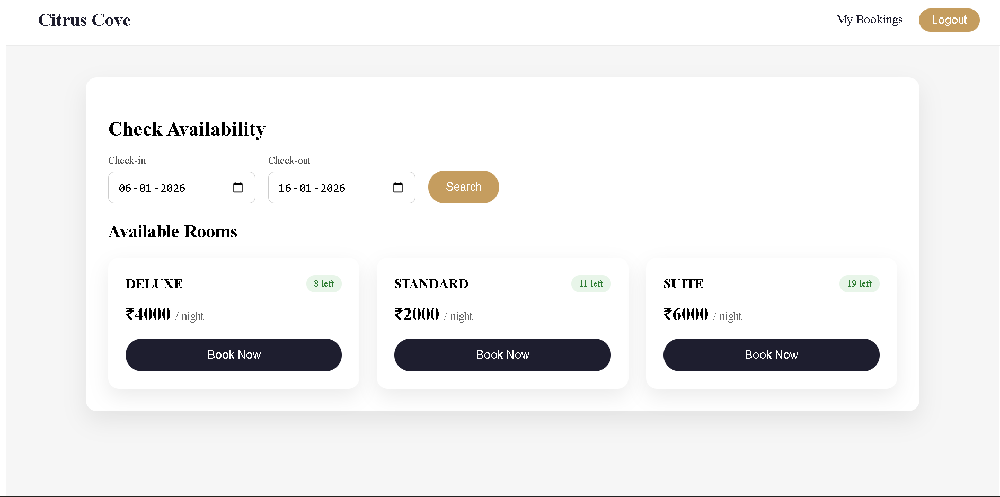 Citrus Cove
My Bookings
Logout
Check Availability
Check-in
Check-out
06-01-2026
16-01-2026
Search
Available Rooms
DELUXE
8 left
₹4000 / night
Book Now
STANDARD
11 left
₹2000 / night
Book Now
SUITE
19 left
₹6000 / night
Book Now